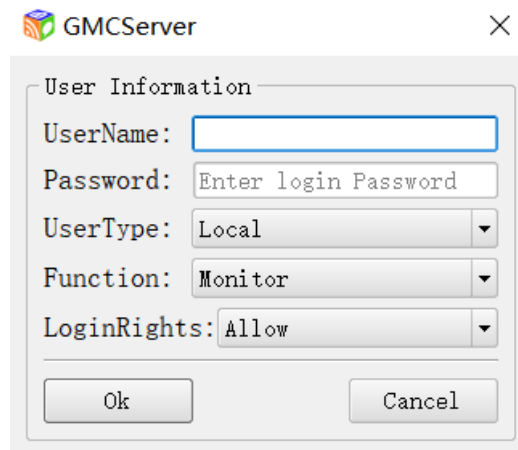 GMCServer
User Information
UserName:
Password: Enter login Password
UserType: Local
Function: Monitor
LoginRights: Allow
Ok Cancel